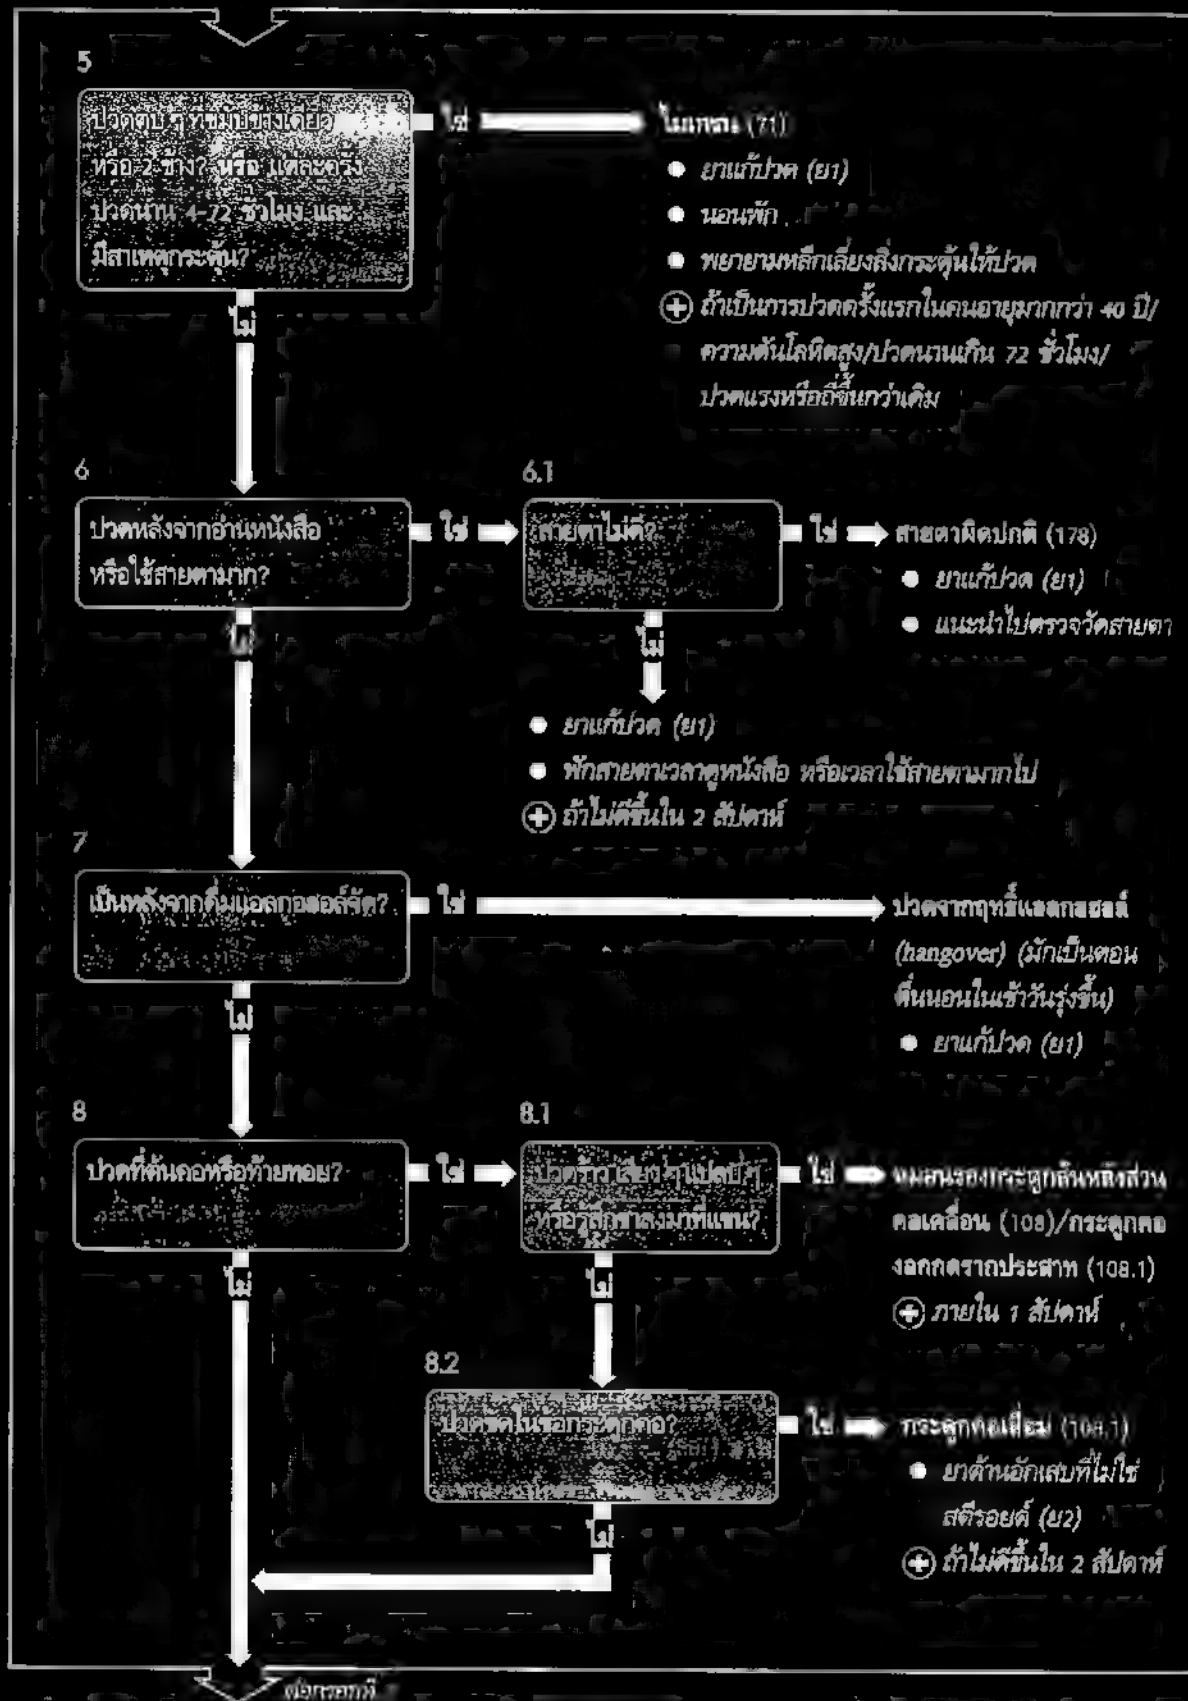 5
ปวดตุบ ๆ ที่ขมับข้างเดียว
หรือ 2 ข้าง? หรือ แต่ละครั้ง
ปวดนาน 4-72 ชั่วโมง และ
มีสาเหตุกระตุ้น?
ใช่
ไมเกรน (71)
● ยาแก้ปวด (ย1)
● นอนพัก
● พยายามหลีกเลี่ยงสิ่งกระตุ้นให้ปวด
⊕ ถ้าเป็นการปวดครั้งแรกในคนอายุมากกว่า 40 ปี/
ความดันโลหิตสูง/ปวดนานเกิน 72 ชั่วโมง/
ปวดแรงหรือถี่ขึ้นกว่าเดิม
ไม่
6
ปวดหลังจากอ่านหนังสือ
หรือใช้สายตามาก?
ใช่
6.1
สายตาไม่ดี?
ใช่
สายตาผิดปกติ (178)
● ยาแก้ปวด (ย1)
● แนะนำไปตรวจวัดสายตา
ไม่
ไม่
● ยาแก้ปวด (ย1)
● พักสายตาเวลาดูหนังสือ หรือเวลาใช้สายตามากไป
⊕ ถ้าไม่ดีขึ้นใน 2 สัปดาห์
7
เป็นหลังจากดื่มแอลกอฮอล์จัด?
ใช่
ปวดจากฤทธิ์แอลกอฮอล์
(hangover) (มักเป็นตอน
ตื่นนอนในเช้าวันรุ่งขึ้น)
● ยาแก้ปวด (ย1)
ไม่
8
ปวดที่ต้นคอหรือท้ายทอย?
ใช่
8.1
ปวดร้าว เสียว ๆ แปลบ ๆ
หรือรู้สึกชาลงมาที่แขน?
ใช่
หมอนรองกระดูกสันหลังส่วน
คอเคลื่อน (108)/กระดูกคอ
งอกกดรากประสาท (108.1)
⊕ ภายใน 1 สัปดาห์
ไม่
ไม่
8.2
ปวดขัดในข้อกระดูกคอ?
ใช่
กระดูกคอเสื่อม (108.1)
● ยาต้านอักเสบที่ไม่ใช่
สตีรอยด์ (ย2)
⊕ ถ้าไม่ดีขึ้นใน 2 สัปดาห์
ไม่